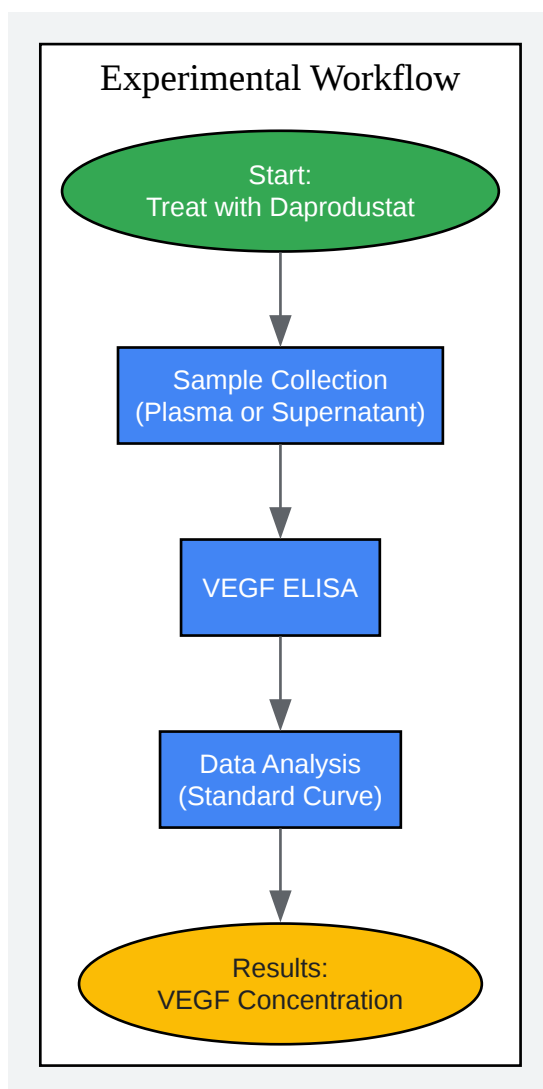 Experimental Workflow
Start:
Treat with Daprodustat
Sample Collection
(Plasma or Supernatant)
VEGF ELISA
Data Analysis
(Standard Curve)
Results:
VEGF Concentration